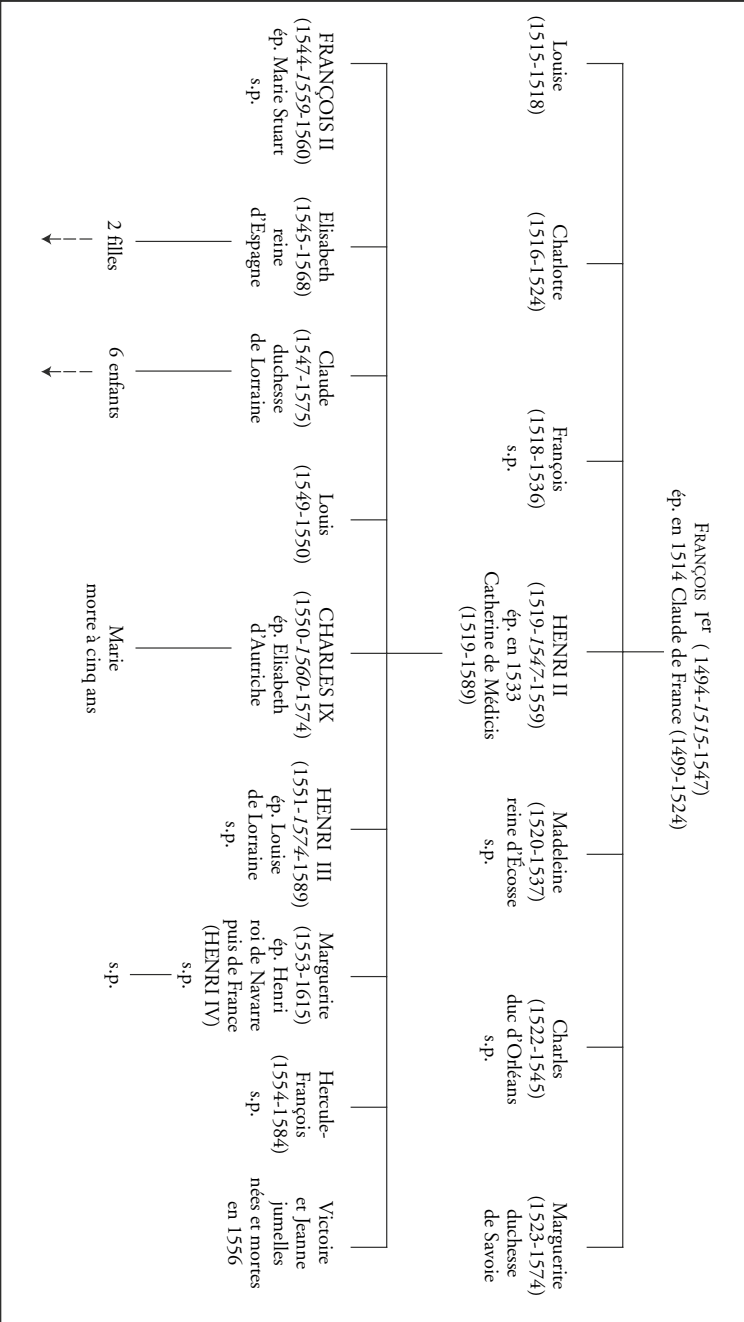 FRANÇOIS Ier ( 1494-1515-1547)
ép. en 1514 Claude de France (1499-1524)
Louise
(1515-1518)
Charlotte
(1516-1524)
François
(1518-1536)
s.p.
HENRI II
(1519-1547-1559)
ép. en 1533
Catherine de Médicis
(1519-1589)
Madeleine
(1520-1537)
reine d'Écosse
s.p.
Charles
(1522-1545)
duc d'Orléans
s.p.
Marguerite
(1523-1574)
duchesse
de Savoie
FRANÇOIS II
(1544-1559-1560)
ép. Marie Stuart
s.p.
Elisabeth
(1545-1568)
reine
d'Espagne
2 filles
Claude
(1547-1575)
duchesse
de Lorraine
6 enfants
Louis
(1549-1550)
CHARLES IX
(1550-1560-1574)
ép. Elisabeth
d'Autriche
Marie
morte à cinq ans
HENRI III
(1551-1574-1589)
ép. Louise
de Lorraine
s.p.
Marguerite
(1553-1615)
ép. Henri
roi de Navarre
puis de France
(HENRI IV)
s.p.
s.p.
Hercule-
François
(1554-1584)
s.p.
Victoire
et Jeanne
jumelles
nées et mortes
en 1556